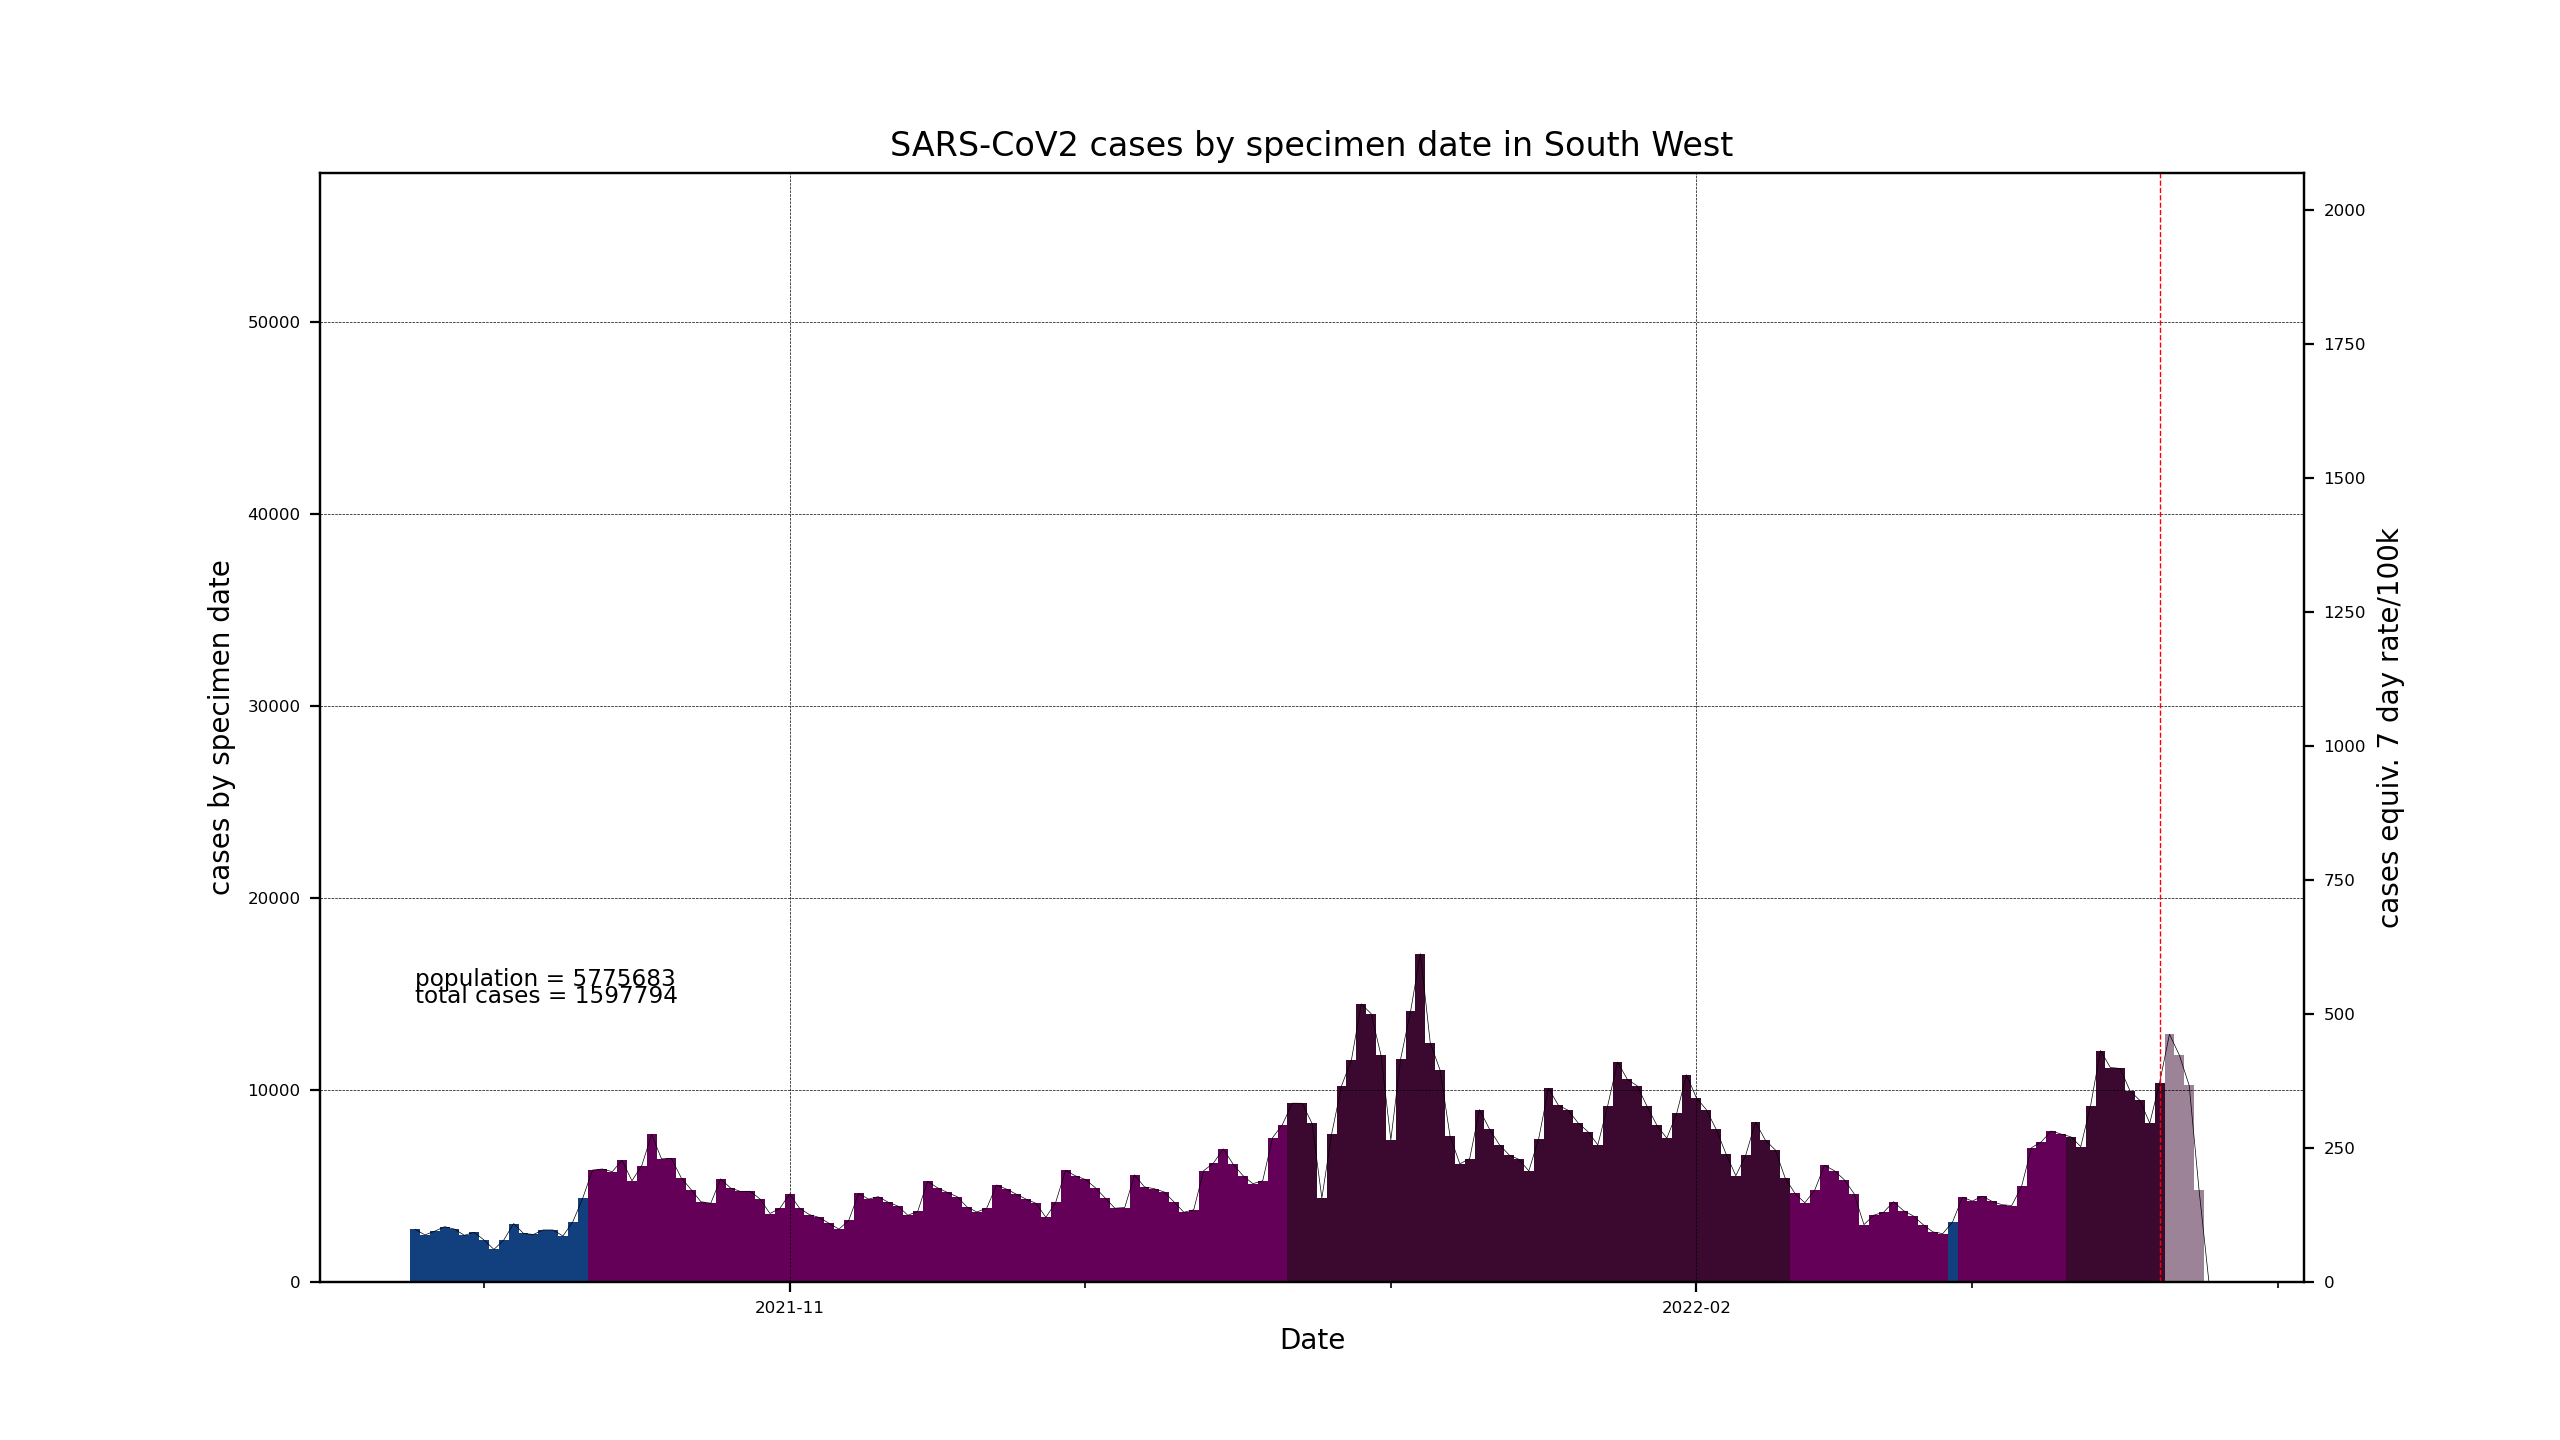 SARS-CoV2 cases by specimen date in South West
cases by specimen date
50000
40000
30000
20000
10000
0
population = 5775683
total cases = 1597794
2000
1750
1500
1250
1000
750
500
250
0
cases equiv. 7 day rate/100k
2021-11
2022-02
Date